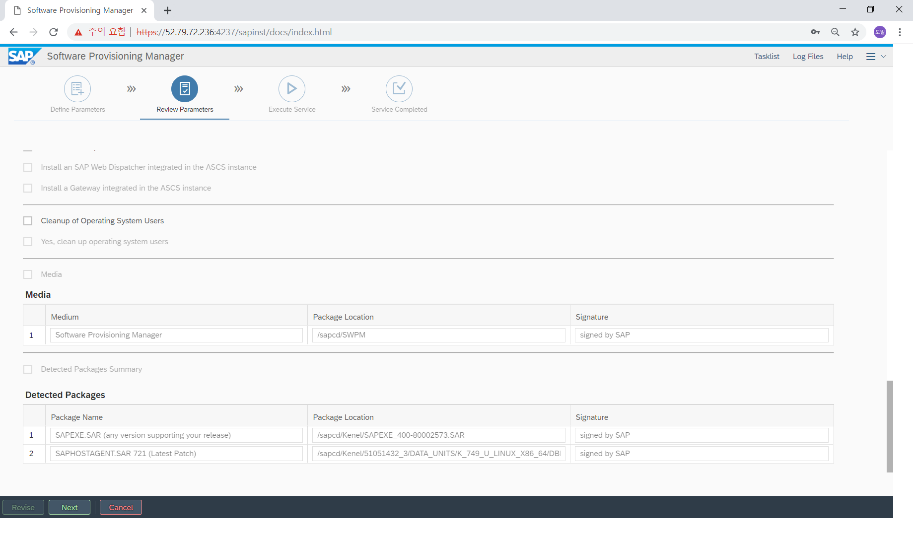 Software Provisioning Manager
수의 요함 | https://52.79.72.236:4237/sapinst/docs/index.html
SAP Software Provisioning Manager
Tasklist Log Files Help
Define Parameters Review Parameters Execute Service Service Completed
Install an SAP Web Dispatcher integrated in the ASCS instance
Install a Gateway integrated in the ASCS instance
Cleanup of Operating System Users
Yes, clean up operating system users
Media
Media
Medium Package Location Signature
1 Software Provisioning Manager /sapcd/SWPM signed by SAP
Detected Packages Summary
Detected Packages
Package Name Package Location Signature
1 SAPEXE.SAR (any version supporting your release) /sapcd/Kenel/SAPEXE_400-80002573.SAR signed by SAP
2 SAPHOSTAGENT.SAR 721 (Latest Patch) /sapcd/Kenel/51051432_3/DATA_UNITS/K_749_U_LINUX_X86_64/DBI signed by SAP
Revise Next Cancel